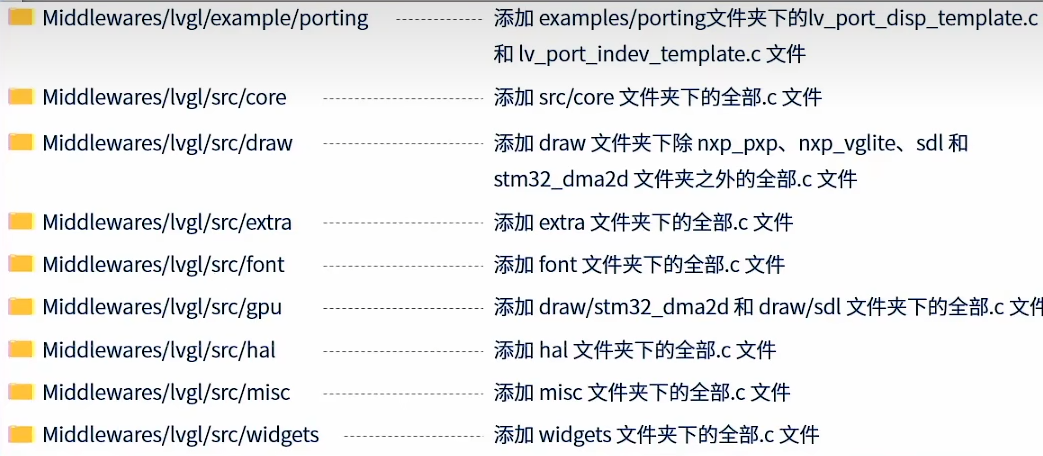 Middlewares/lvgl/example/porting 添加 examples/porting文件夹下的lv_port_disp_template.c
和 lv_port_indev_template.c 文件
Middlewares/lvgl/src/core 添加 src/core 文件夹下的全部.c 文件
Middlewares/lvgl/src/draw 添加 draw 文件夹下除 nxp_pxp、nxp_vglite、sdl 和
stm32_dma2d 文件夹之外的全部.c 文件
Middlewares/lvgl/src/extra 添加 extra 文件夹下的全部.c 文件
Middlewares/lvgl/src/font 添加 font 文件夹下的全部.c 文件
Middlewares/lvgl/src/gpu 添加 draw/stm32_dma2d 和 draw/sdl 文件夹下的全部.c 文件
Middlewares/lvgl/src/hal 添加 hal 文件夹下的全部.c 文件
Middlewares/lvgl/src/misc 添加 misc 文件夹下的全部.c 文件
Middlewares/lvgl/src/widgets 添加 widgets 文件夹下的全部.c 文件